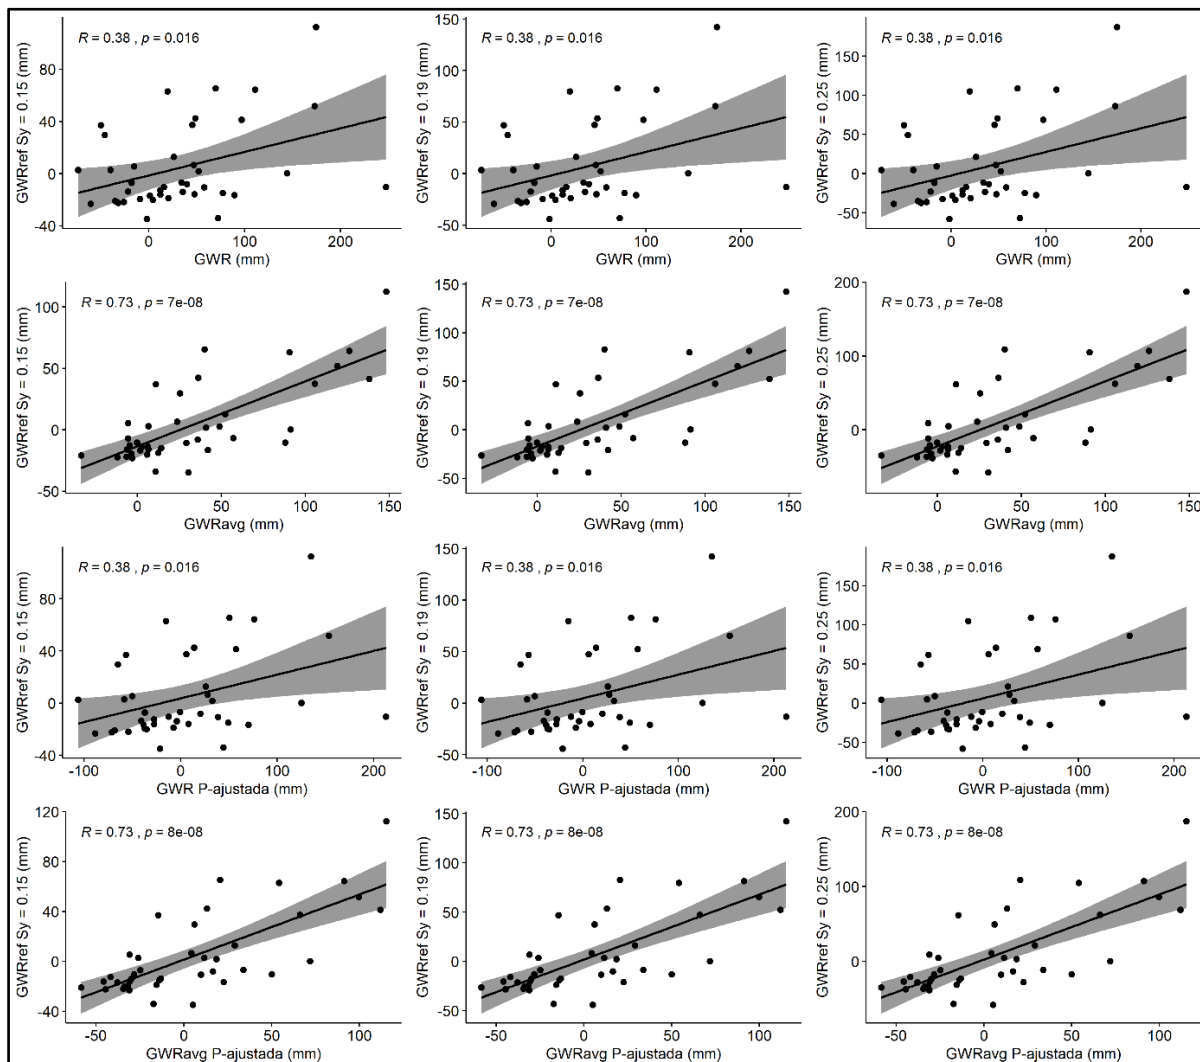 R = 0.38 , p = 0.016
GWRref Sy = 0.15 (mm)
80
40
0
-40
0
100
200
GWR (mm)
R = 0.38 , p = 0.016
GWRref Sy = 0.19 (mm)
150
100
50
0
-50
0
100
200
GWR (mm)
R = 0.38 , p = 0.016
GWRref Sy = 0.25 (mm)
150
100
50
0
-50
0
100
200
GWR (mm)
R = 0.73 , p = 7e-08
GWRref Sy = 0.15 (mm)
100
50
0
-50
0
50
100
150
GWRavg (mm)
R = 0.73 , p = 7e-08
GWRref Sy = 0.19 (mm)
150
100
50
0
-50
0
50
100
150
GWRavg (mm)
R = 0.73 , p = 7e-08
GWRref Sy = 0.25 (mm)
200
100
0
0
50
100
150
GWRavg (mm)
R = 0.38 , p = 0.016
GWRref Sy = 0.15 (mm)
80
40
0
-40
-100
0
100
200
GWR P-ajustada (mm)
R = 0.38 , p = 0.016
GWRref Sy = 0.19 (mm)
150
100
50
0
-50
-100
0
100
200
GWR P-ajustada (mm)
R = 0.38 , p = 0.016
GWRref Sy = 0.25 (mm)
150
100
50
0
-50
-100
0
100
200
GWR P-ajustada (mm)
R = 0.73 , p = 8e-08
GWRref Sy = 0.15 (mm)
120
80
40
0
-40
-50
0
50
100
GWRavg P-ajustada (mm)
R = 0.73 , p = 8e-08
GWRref Sy = 0.19 (mm)
150
100
50
0
-50
-50
0
50
100
GWRavg P-ajustada (mm)
R = 0.73 , p = 8e-08
GWRref Sy = 0.25 (mm)
200
100
0
-50
0
50
100
GWRavg P-ajustada (mm)